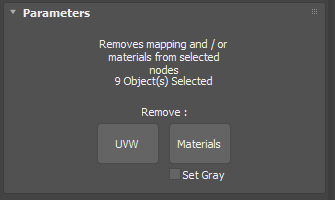 Parameters
Removes mapping and / or
materials from selected
nodes
9 Object(s) Selected
Remove :
UVW Materials
Set Gray